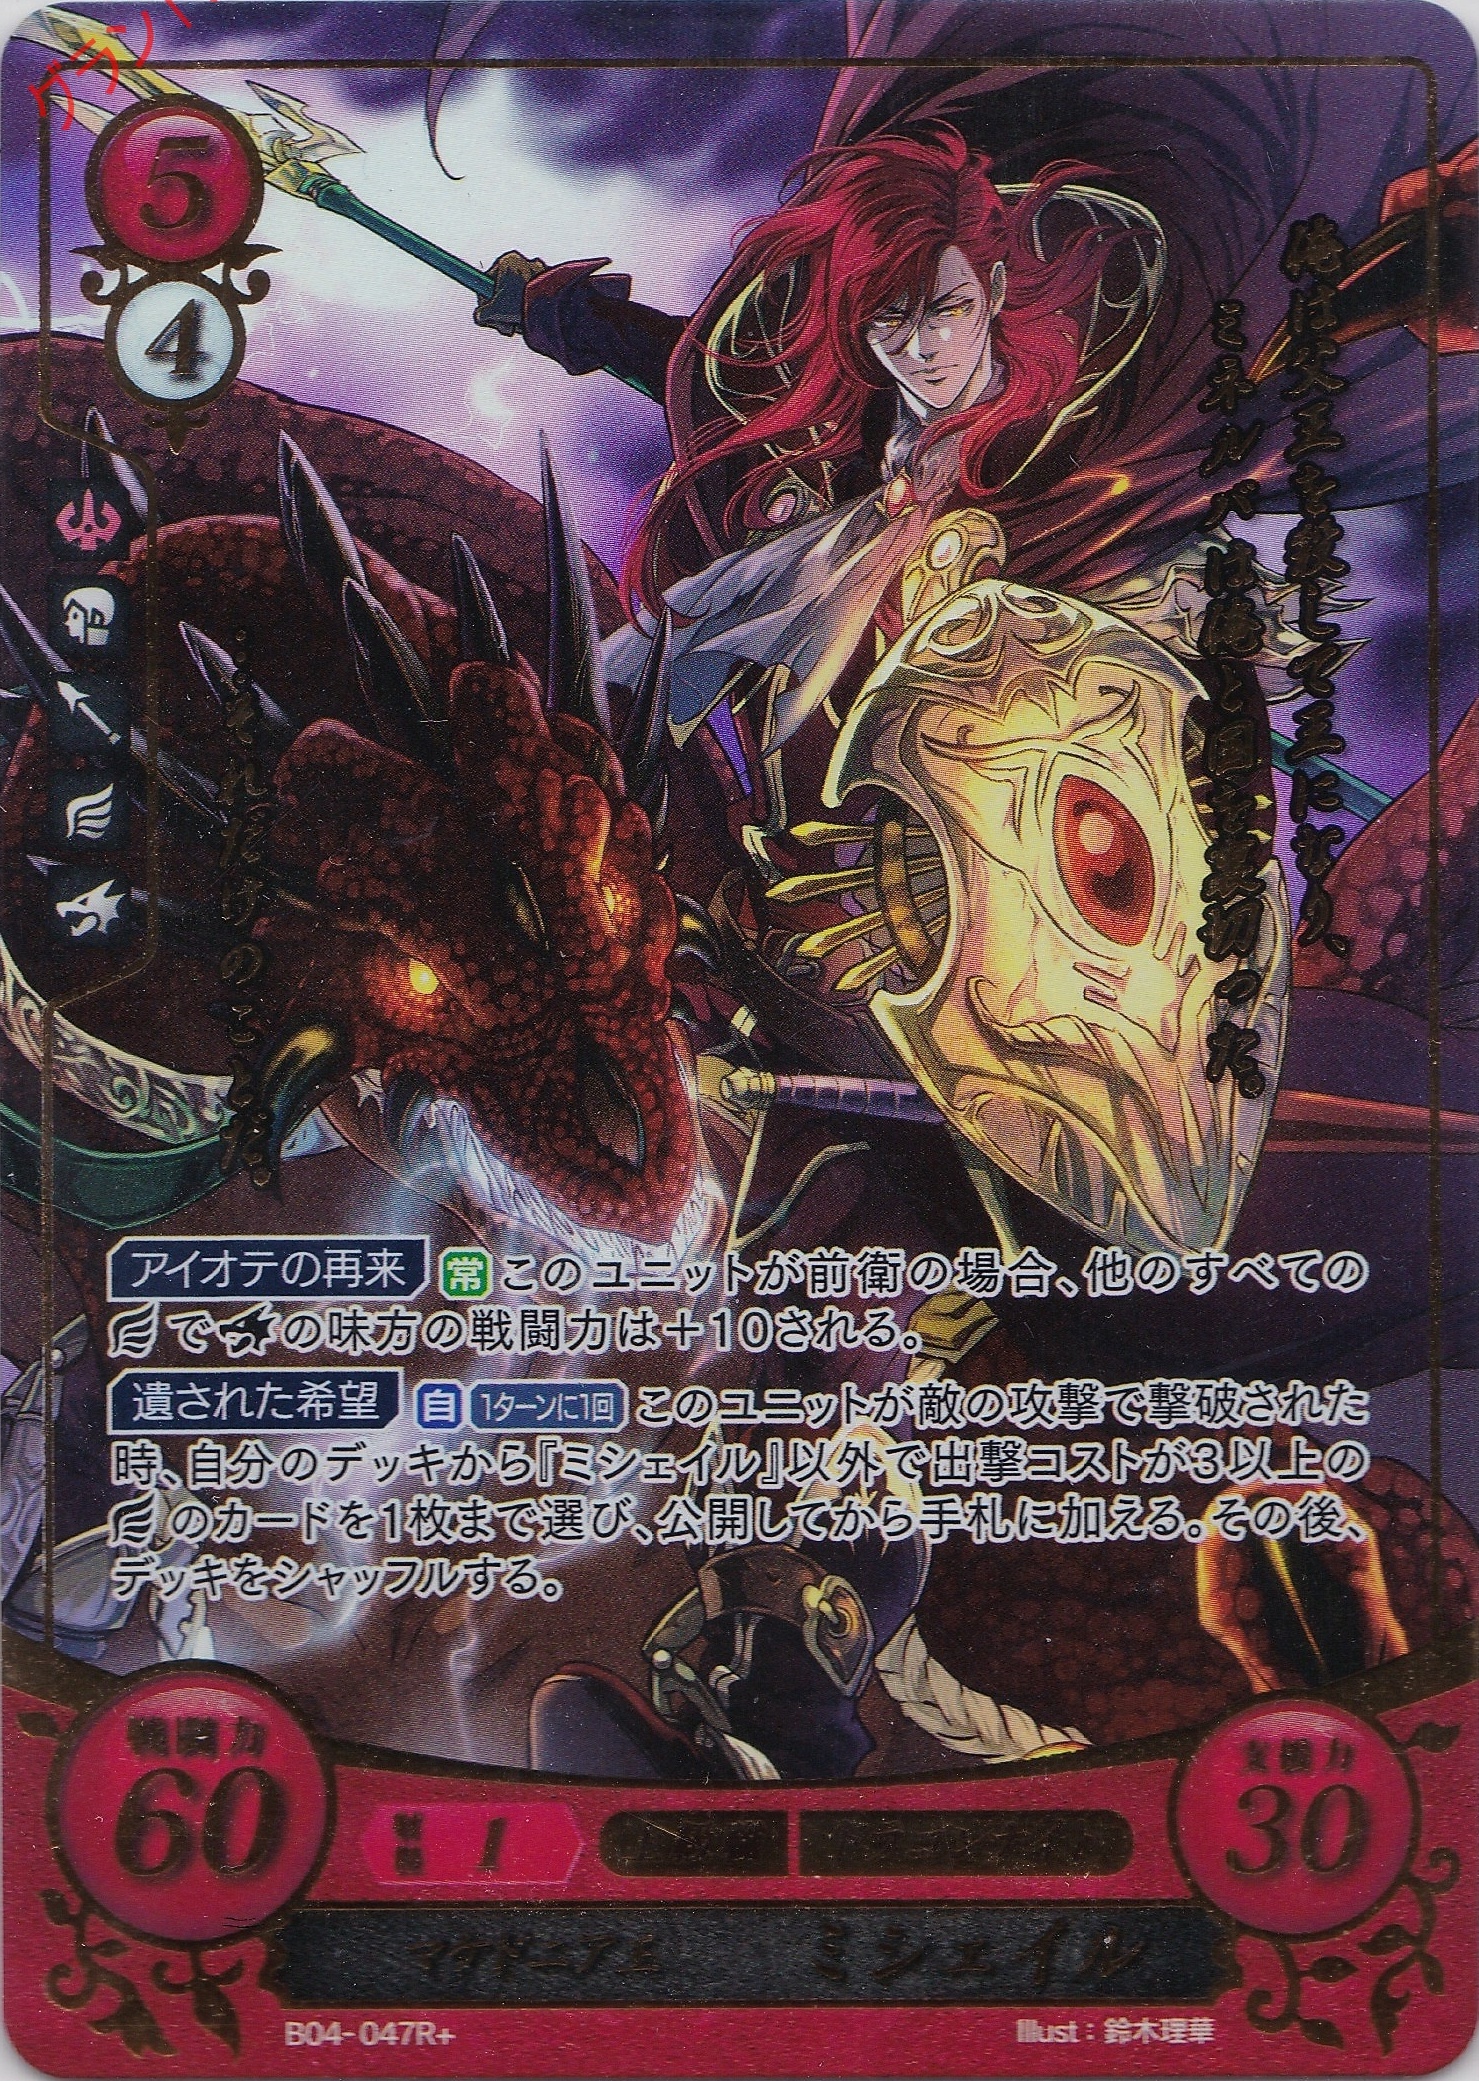 グラン
5
4
俺は父王を殺して王になり、
ミネルバは俺と国を裏切った。
…それだけのことだ。
アイオテの再来 常 このユニットが前衛の場合、他のすべての
での味方の戦闘力は＋10される。
遺された希望 自 1ターンに1回 このユニットが敵の攻撃で撃破された
時、自分のデッキから『ミシェイル』以外で出撃コストが3以上の
のカードを1枚まで選び、公開してから手札に加える。その後、
デッキをシャッフルする。
戦闘力
60
射程 1
支援力
30
マケドニア王 ミシェイル
B04-047R+
Illust：鈴木理華